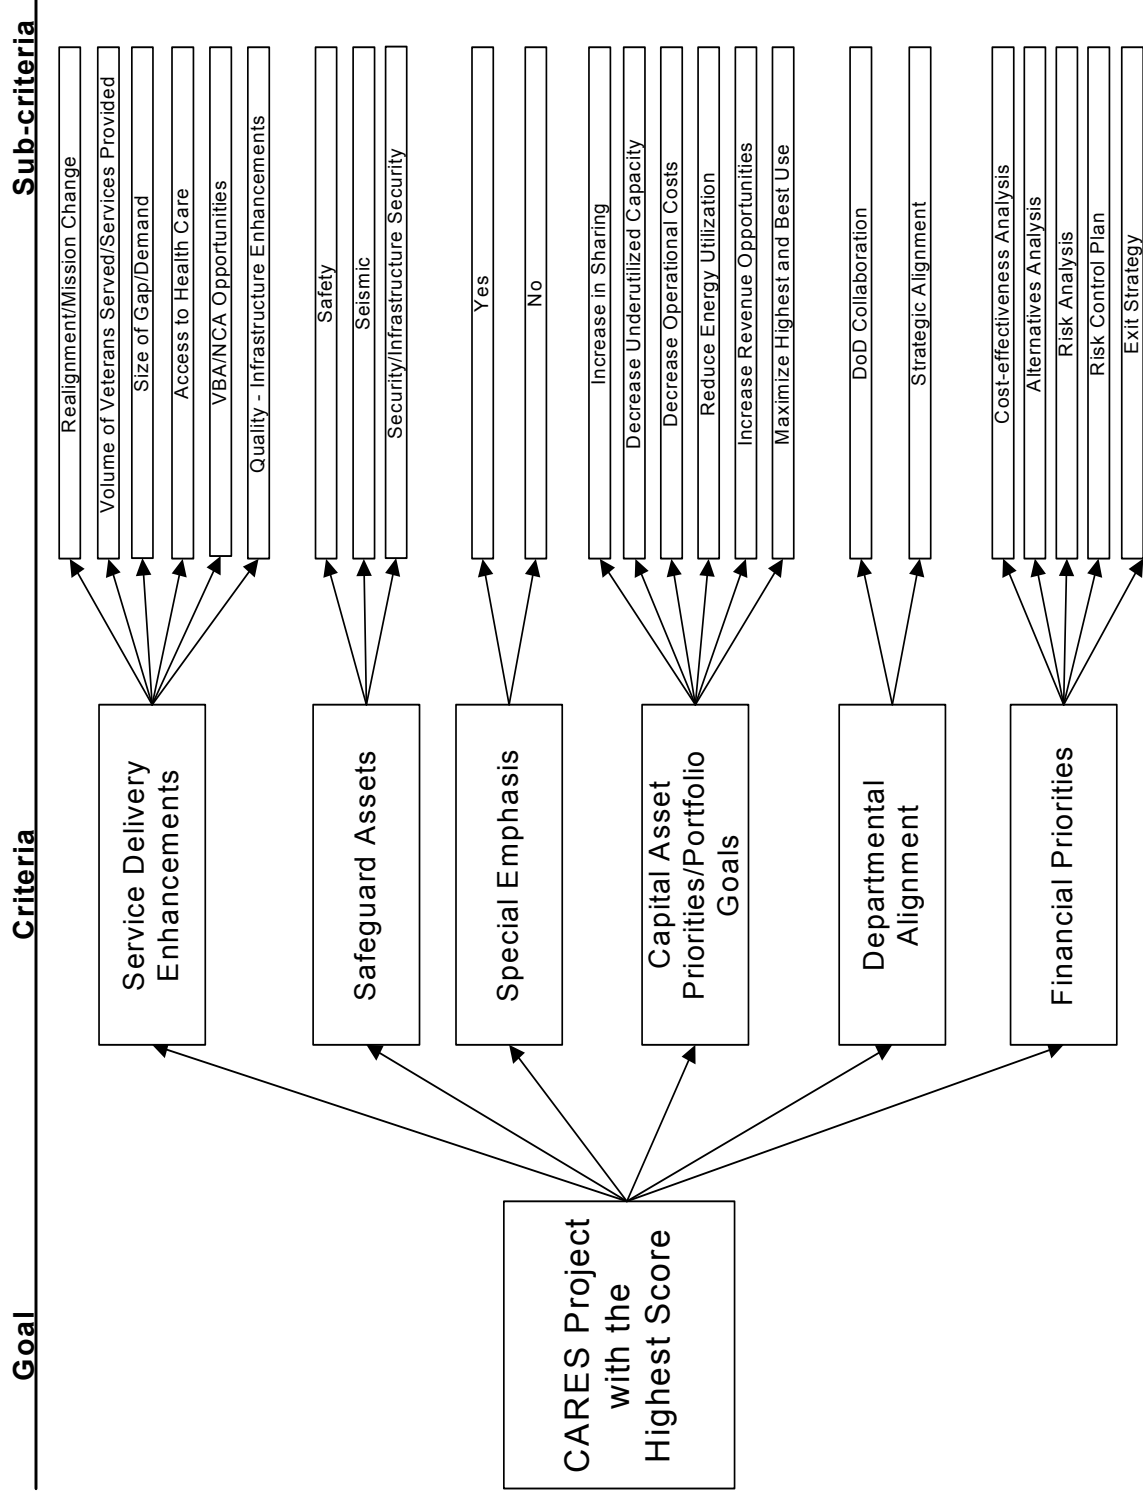 Goal
Criteria
Sub-criteria
CARES Project
with the
Highest Score
Service Delivery
Enhancements
Realignment/Mission Change
Volume of Veterans Served/Services Provided
Size of Gap/Demand
Access to Health Care
VBA/NCA Opportunities
Quality - Infrastructure Enhancements
Safeguard Assets
Safety
Seismic
Security/Infrastructure Security
Special Emphasis
Yes
No
Capital Asset
Priorities/Portfolio
Goals
Increase in Sharing
Decrease Underutilized Capacity
Decrease Operational Costs
Reduce Energy Utilization
Increase Revenue Opportunities
Maximize Highest and Best Use
Departmental
Alignment
DoD Collaboration
Strategic Alignment
Financial Priorities
Cost-effectiveness Analysis
Alternatives Analysis
Risk Analysis
Risk Control Plan
Exit Strategy